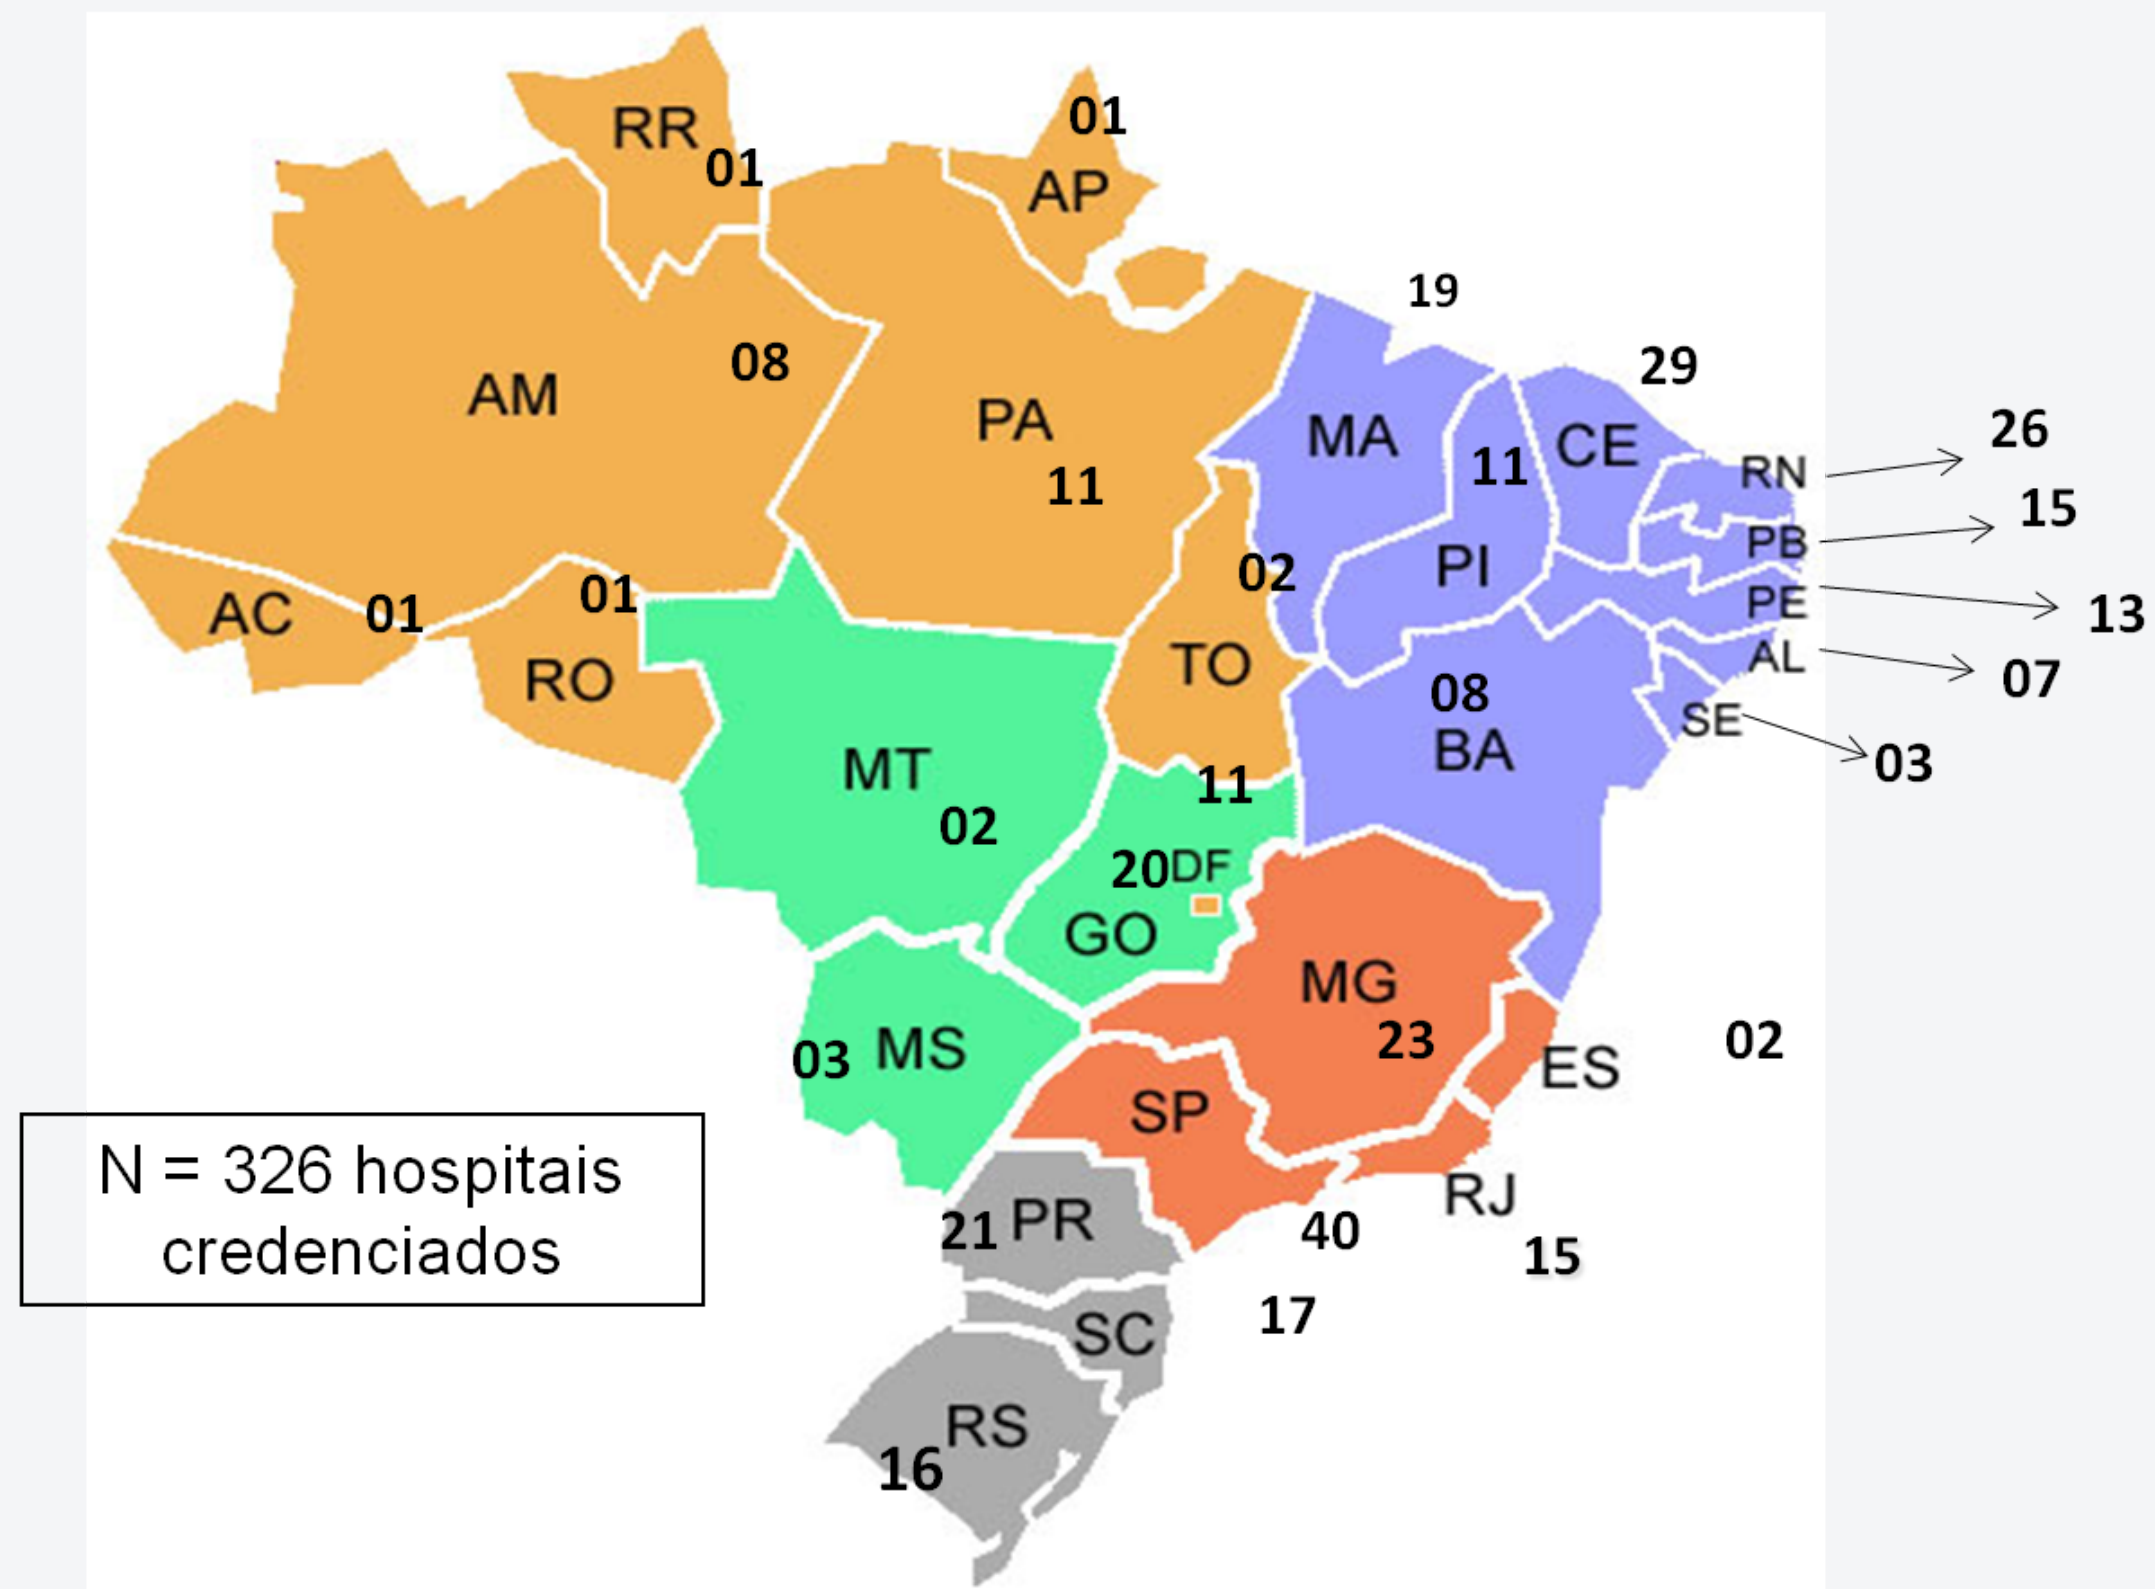 RR
01
01
AP
19
08
29
AM
PA
MA
11
CE
26
11
RN
15
PB
02
PI
01
01
PE
13
AC
TO
AL
07
RO
08
SE
BA
03
MT
11
02
20 DF
GO
MG
23
02
03
MS
ES
SP
N = 326 hospitais
credenciados
RJ
21
PR
40
15
17
SC
RS
16